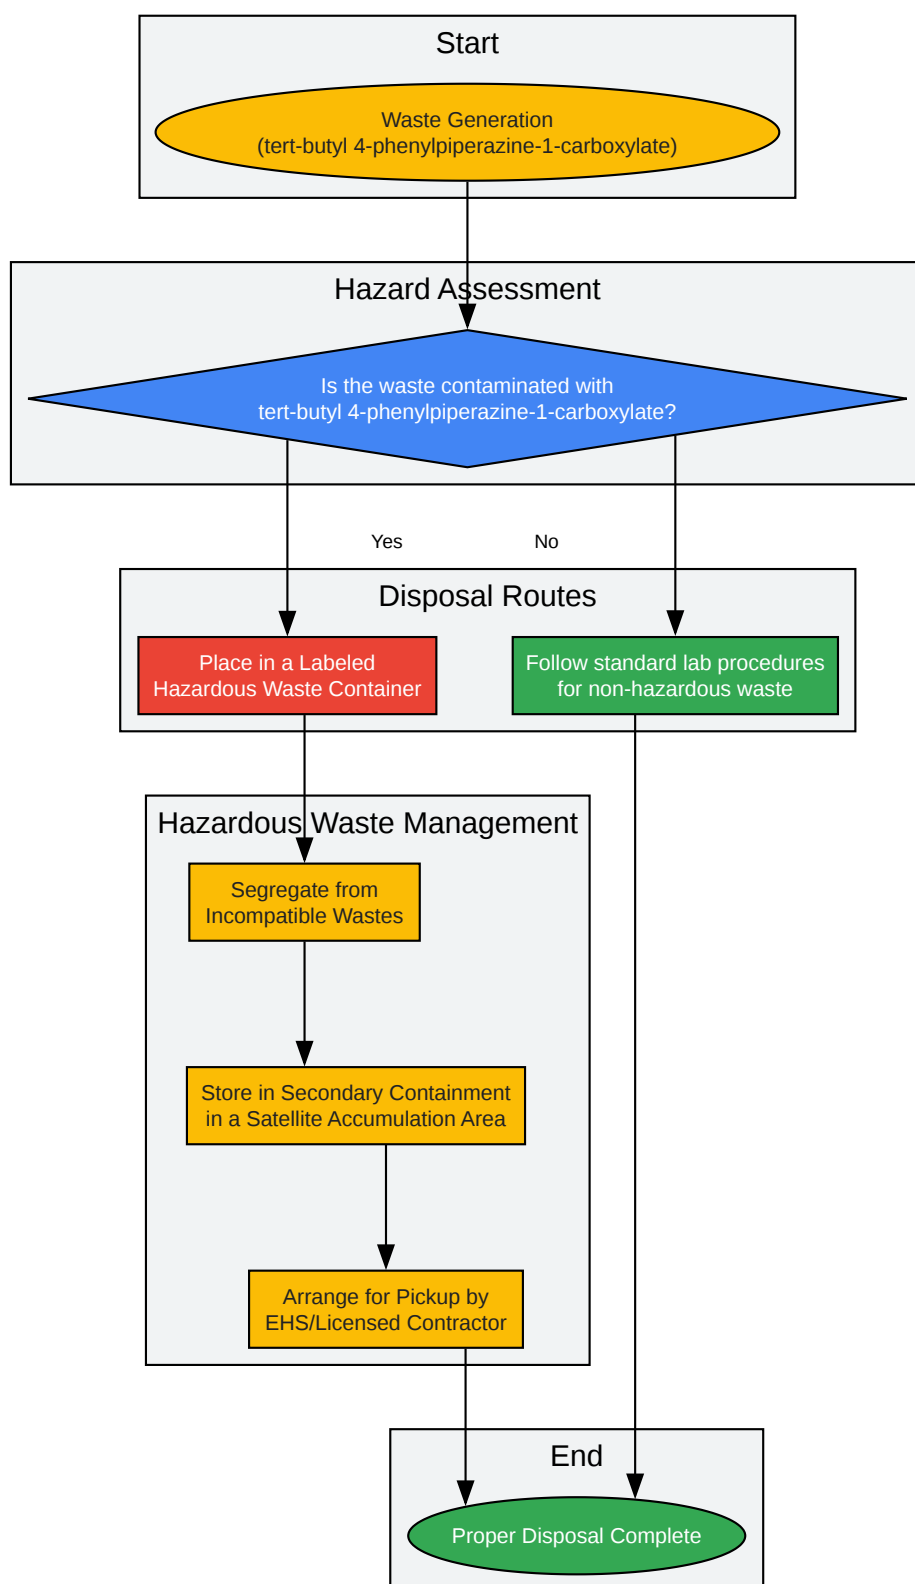 Start
Waste Generation
(tert-butyl 4-phenylpiperazine-1-carboxylate)
Hazard Assessment
Is the waste contaminated with
tert-butyl 4-phenylpiperazine-1-carboxylate?
Yes
No
Disposal Routes
Place in a Labeled
Hazardous Waste Container
Follow standard lab procedures
for non-hazardous waste
Hazardous Waste Management
Segregate from
Incompatible Wastes
Store in Secondary Containment
in a Satellite Accumulation Area
Arrange for Pickup by
EHS/Licensed Contractor
End
Proper Disposal Complete